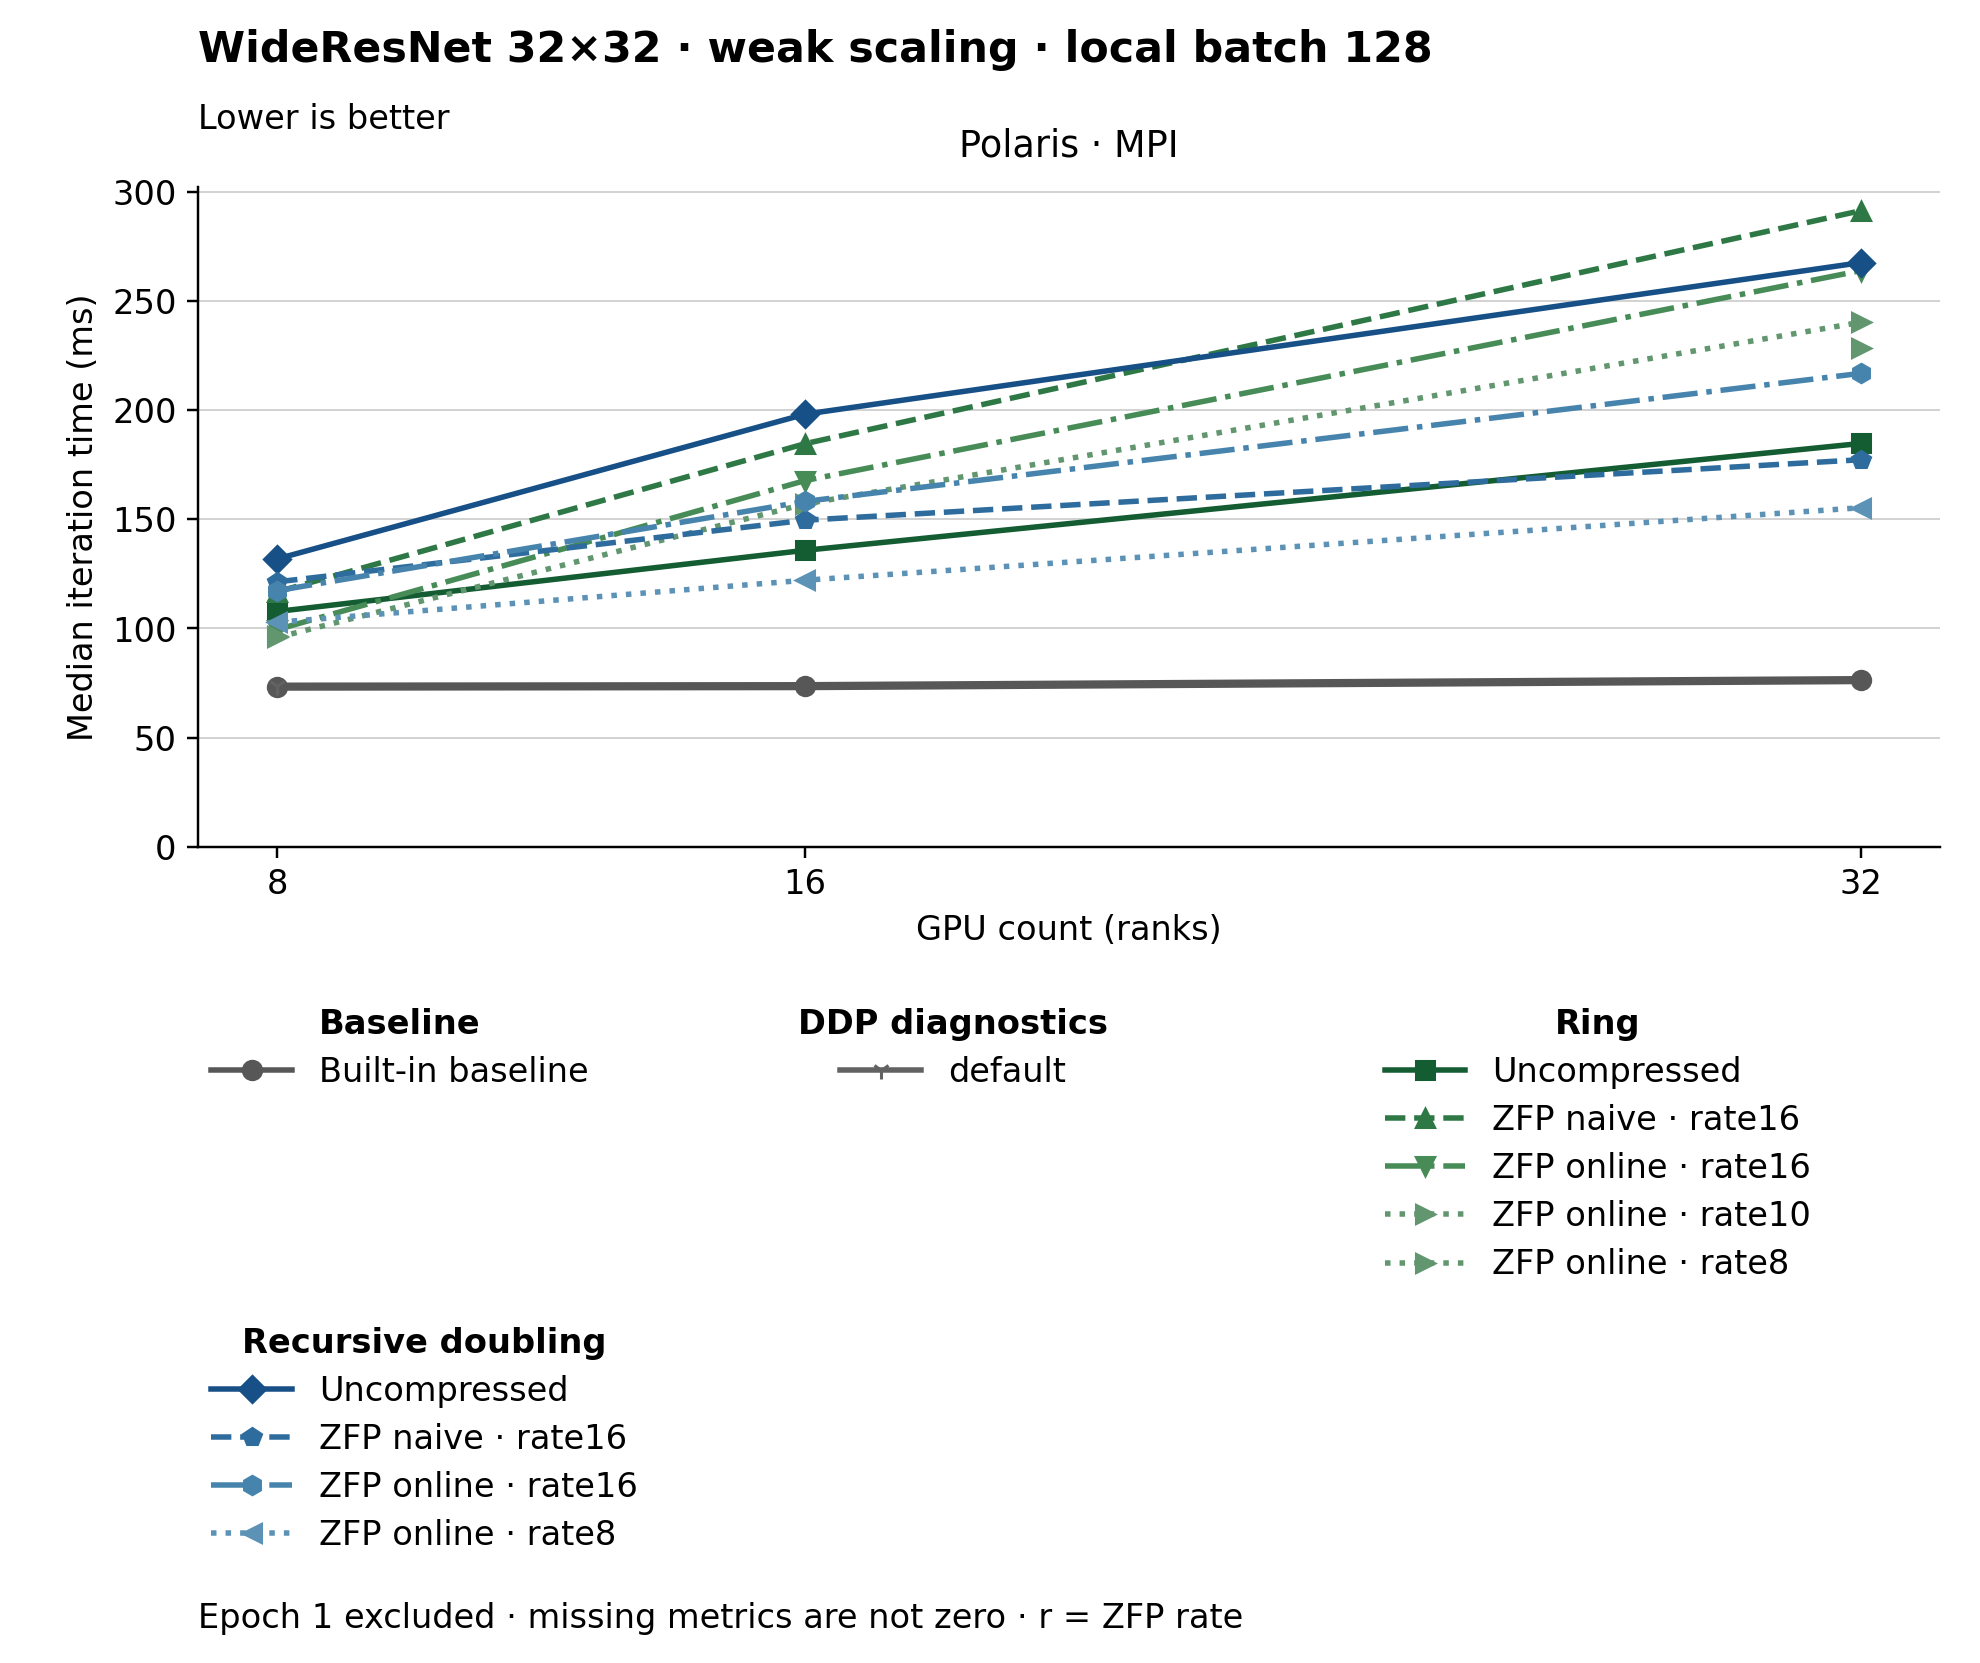 WideResNet 32×32 · weak scaling · local batch 128
Lower is better
Polaris · MPI
Median iteration time (ms)
300
250
200
150
100
50
0
8 16 32
GPU count (ranks)
Baseline
Built-in baseline
DDP diagnostics
default
Ring
Uncompressed
ZFP naive · rate16
ZFP online · rate16
ZFP online · rate10
ZFP online · rate8
Recursive doubling
Uncompressed
ZFP naive · rate16
ZFP online · rate16
ZFP online · rate8
Epoch 1 excluded · missing metrics are not zero · r = ZFP rate